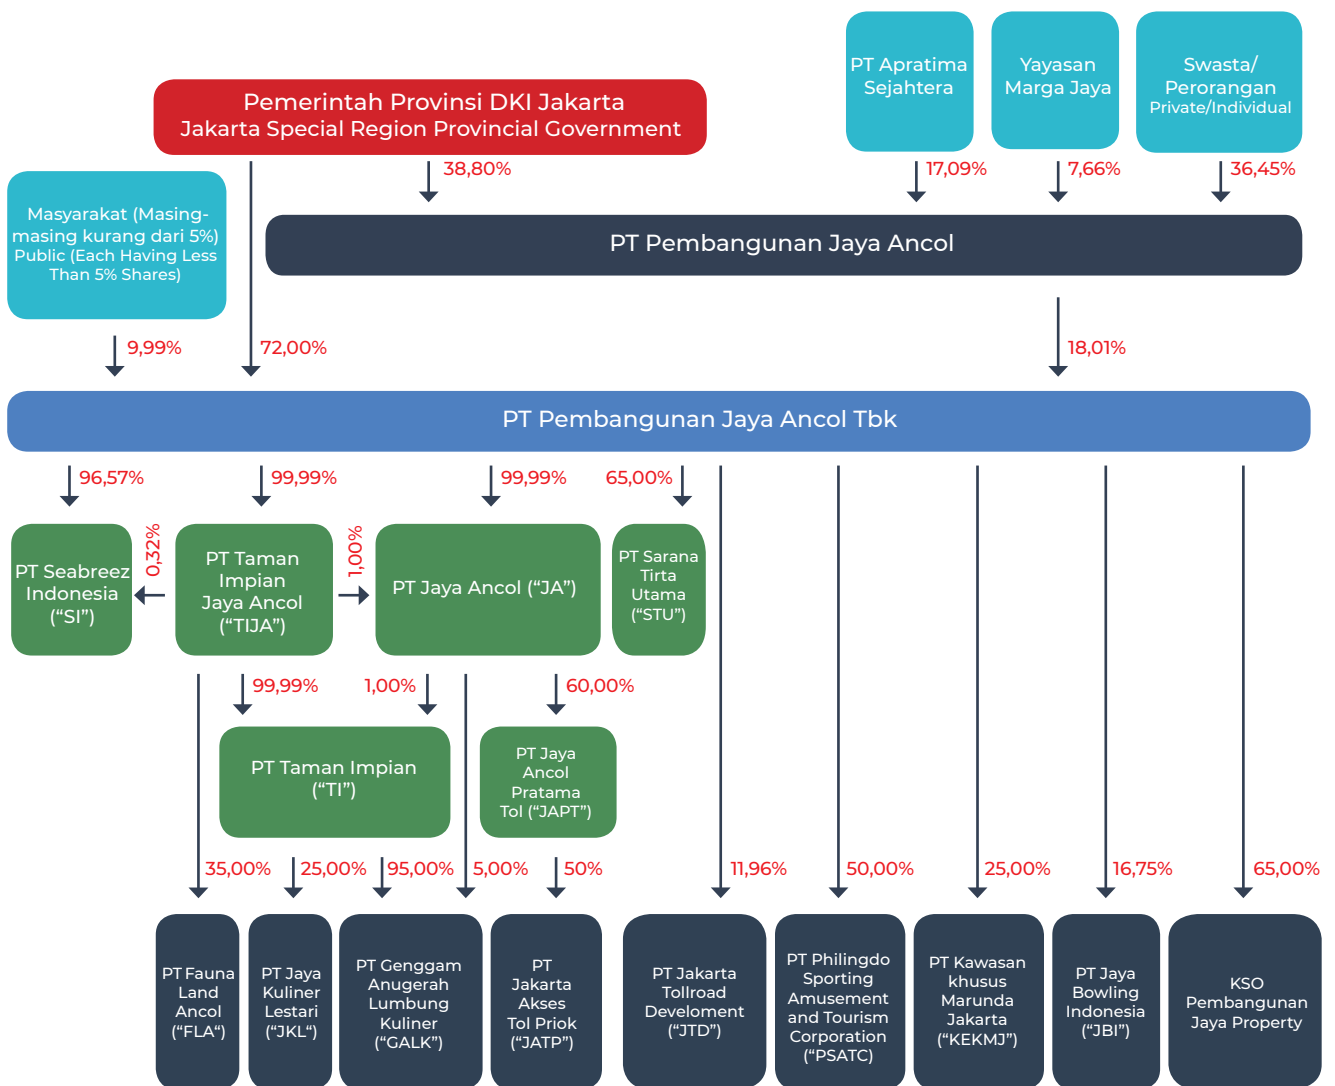 PT Apratima
Sejahtera
Yayasan
Marga Jaya
Swasta/
Perorangan
Private/Individual
Pemerintah Provinsi DKI Jakarta
Jakarta Special Region Provincial Government
38,80%
17,09%
7,66%
36,45%
Masyarakat (Masing-
masing kurang dari 5%)
Public (Each Having Less
Than 5% Shares)
PT Pembangunan Jaya Ancol
9,99%
72,00%
18,01%
PT Pembangunan Jaya Ancol Tbk
96,57%
99,99%
99,99%
65,00%
PT Seabreez
Indonesia
(“SI”)
0,32%
PT Taman
Impian
Jaya Ancol
(“TIJA”)
1,00%
PT Jaya Ancol (“JA”)
PT Sarana
Tirta
Utama
(“STU”)
99,99%
1,00%
60,00%
PT Taman Impian
(“TI”)
PT Jaya
Ancol
Pratama
Tol (“JAPT”)
35,00%
25,00%
95,00%
5,00%
50%
11,96%
50,00%
25,00%
16,75%
65,00%
PT Fauna
Land
Ancol
(“FLA“)
PT Jaya
Kuliner
Lestari
(“JKL“)
PT Genggam
Anugerah
Lumbung
Kuliner
(“GALK”)
PT
Jakarta
Akses
Tol Priok
(“JATP”)
PT Jakarta
Tollroad
Develoment
(“JTD”)
PT Philingdo
Sporting
Amusement
and Tourism
Corporation
(“PSATC)
PT Kawasan
khusus
Marunda
Jakarta
(“KEKMJ”)
PT Jaya
Bowling
Indonesia
(“JBI”)
KSO
Pembangunan
Jaya Property